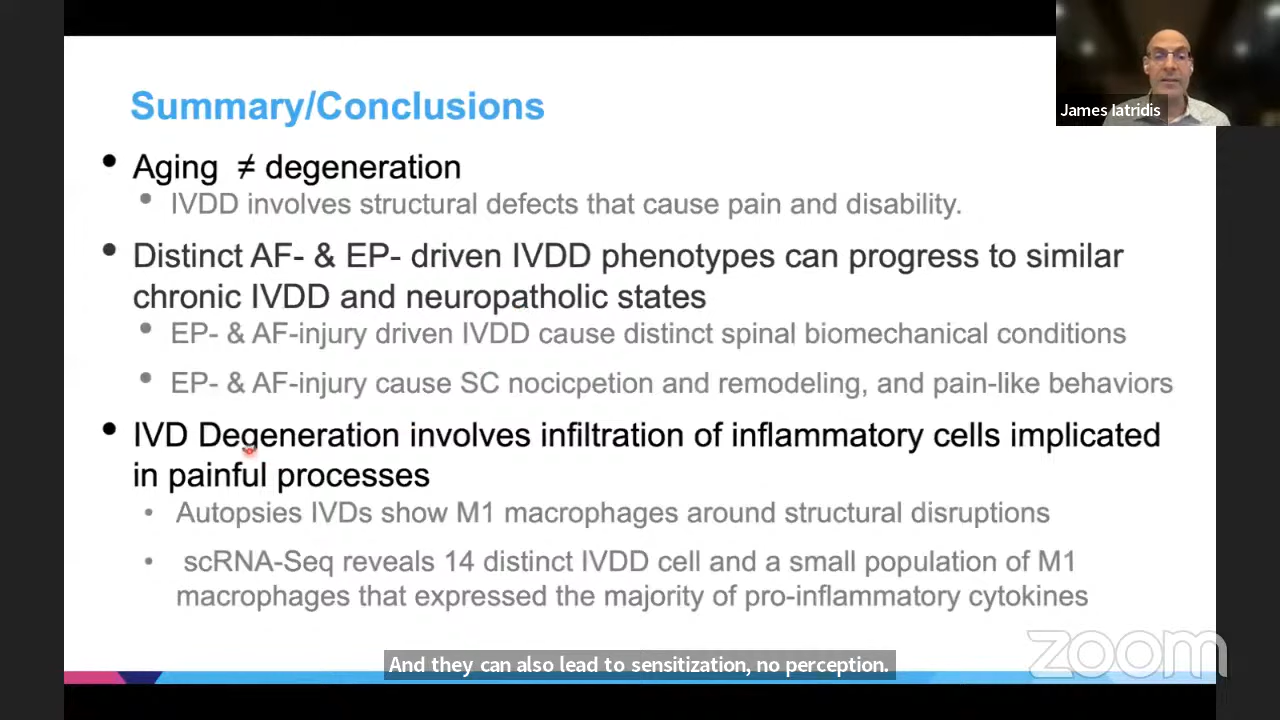 James Iatridis
Summary/Conclusions
• Aging ≠ degeneration
• IVDD involves structural defects that cause pain and disability.
• Distinct AF- & EP- driven IVDD phenotypes can progress to similar
chronic IVDD and neuropatholic states
• EP- & AF-injury driven IVDD cause distinct spinal biomechanical conditions
• EP- & AF-injury cause SC nocicpetion and remodeling, and pain-like behaviors
• IVD Degeneration involves infiltration of inflammatory cells implicated
in painful processes
• Autopsies IVDs show M1 macrophages around structural disruptions
• scRNA-Seq reveals 14 distinct IVDD cell and a small population of M1
macrophages that expressed the majority of pro-inflammatory cytokines
zoom
And they can also lead to sensitization, no perception.